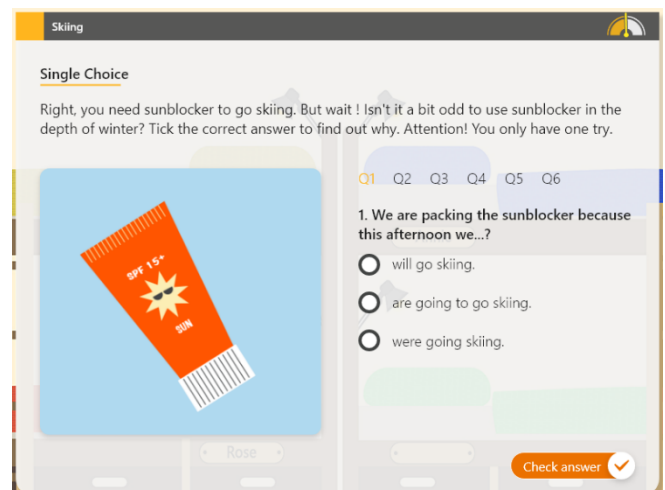 Skiing
Single Choice
Right, you need sunblocker to go skiing. But wait ! Isn't it a bit odd to use sunblocker in the
depth of winter? Tick the correct answer to find out why. Attention! You only have one try.
SPF 15+
SUN
Q1 Q2 Q3 Q4 Q5 Q6
1. We are packing the sunblocker because
this afternoon we...?
will go skiing.
are going to go skiing.
were going skiing.
Rose
Check answer